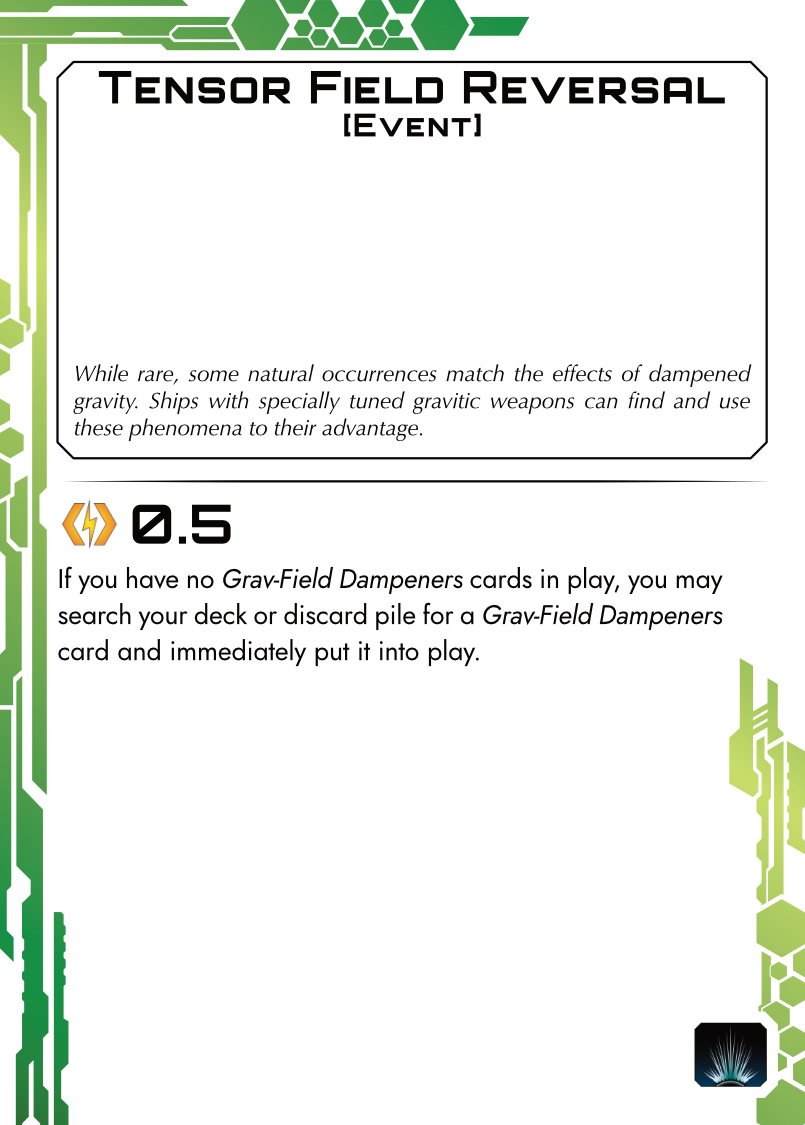 Tensor Field Reversal
[Event]
While rare, some natural occurrences match the effects of dampened
gravity. Ships with specially tuned gravitic weapons can find and use
these phenomena to their advantage.
0.5
If you have no Grav-Field Dampeners cards in play, you may
search your deck or discard pile for a Grav-Field Dampeners
card and immediately put it into play.